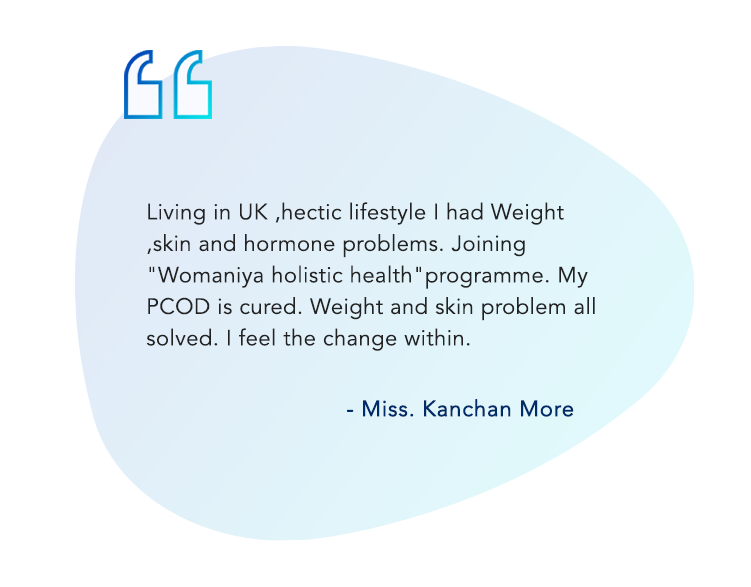 Living in UK ,hectic lifestyle I had Weight
,skin and hormone problems. Joining
"Womaniya holistic health"programme. My
PCOD is cured. Weight and skin problem all
solved. I feel the change within.
- Miss. Kanchan More